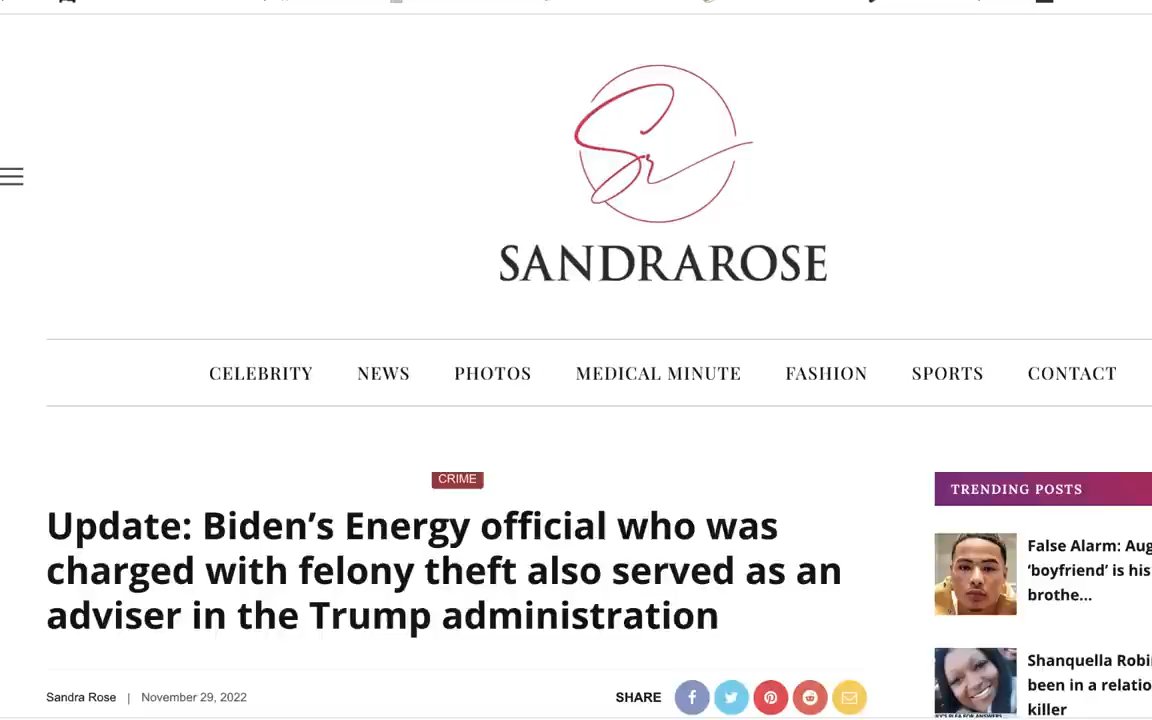 Sr
SANDRAROSE
CELEBRITY NEWS PHOTOS MEDICAL MINUTE FASHION SPORTS CONTACT
CRIME
Update: Biden’s Energy official who was
charged with felony theft also served as an
adviser in the Trump administration
Sandra Rose | November 29, 2022
SHARE
TRENDING POSTS
False Alarm: Aug
‘boyfriend’ is his
brothe...
Shanquella Robi
been in a relatio
killer